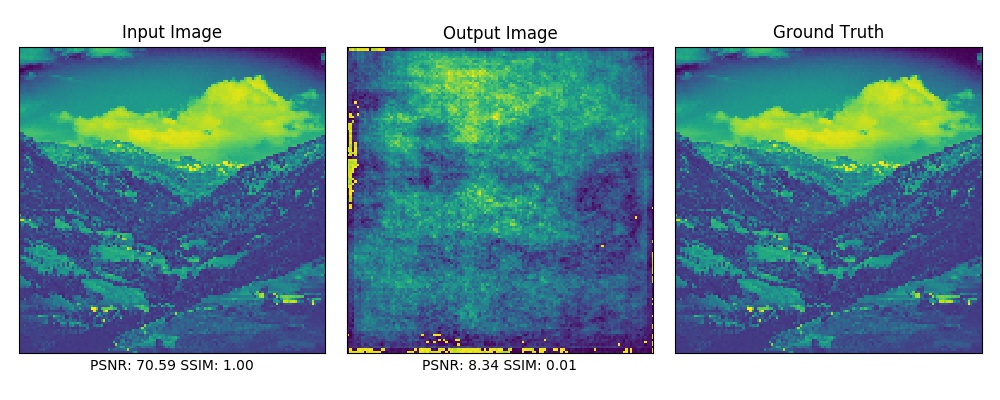 Input Image
Output Image
Ground Truth
PSNR: 70.59 SSIM: 1.00
PSNR: 8.34 SSIM: 0.01